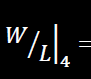 W/L|₄ =